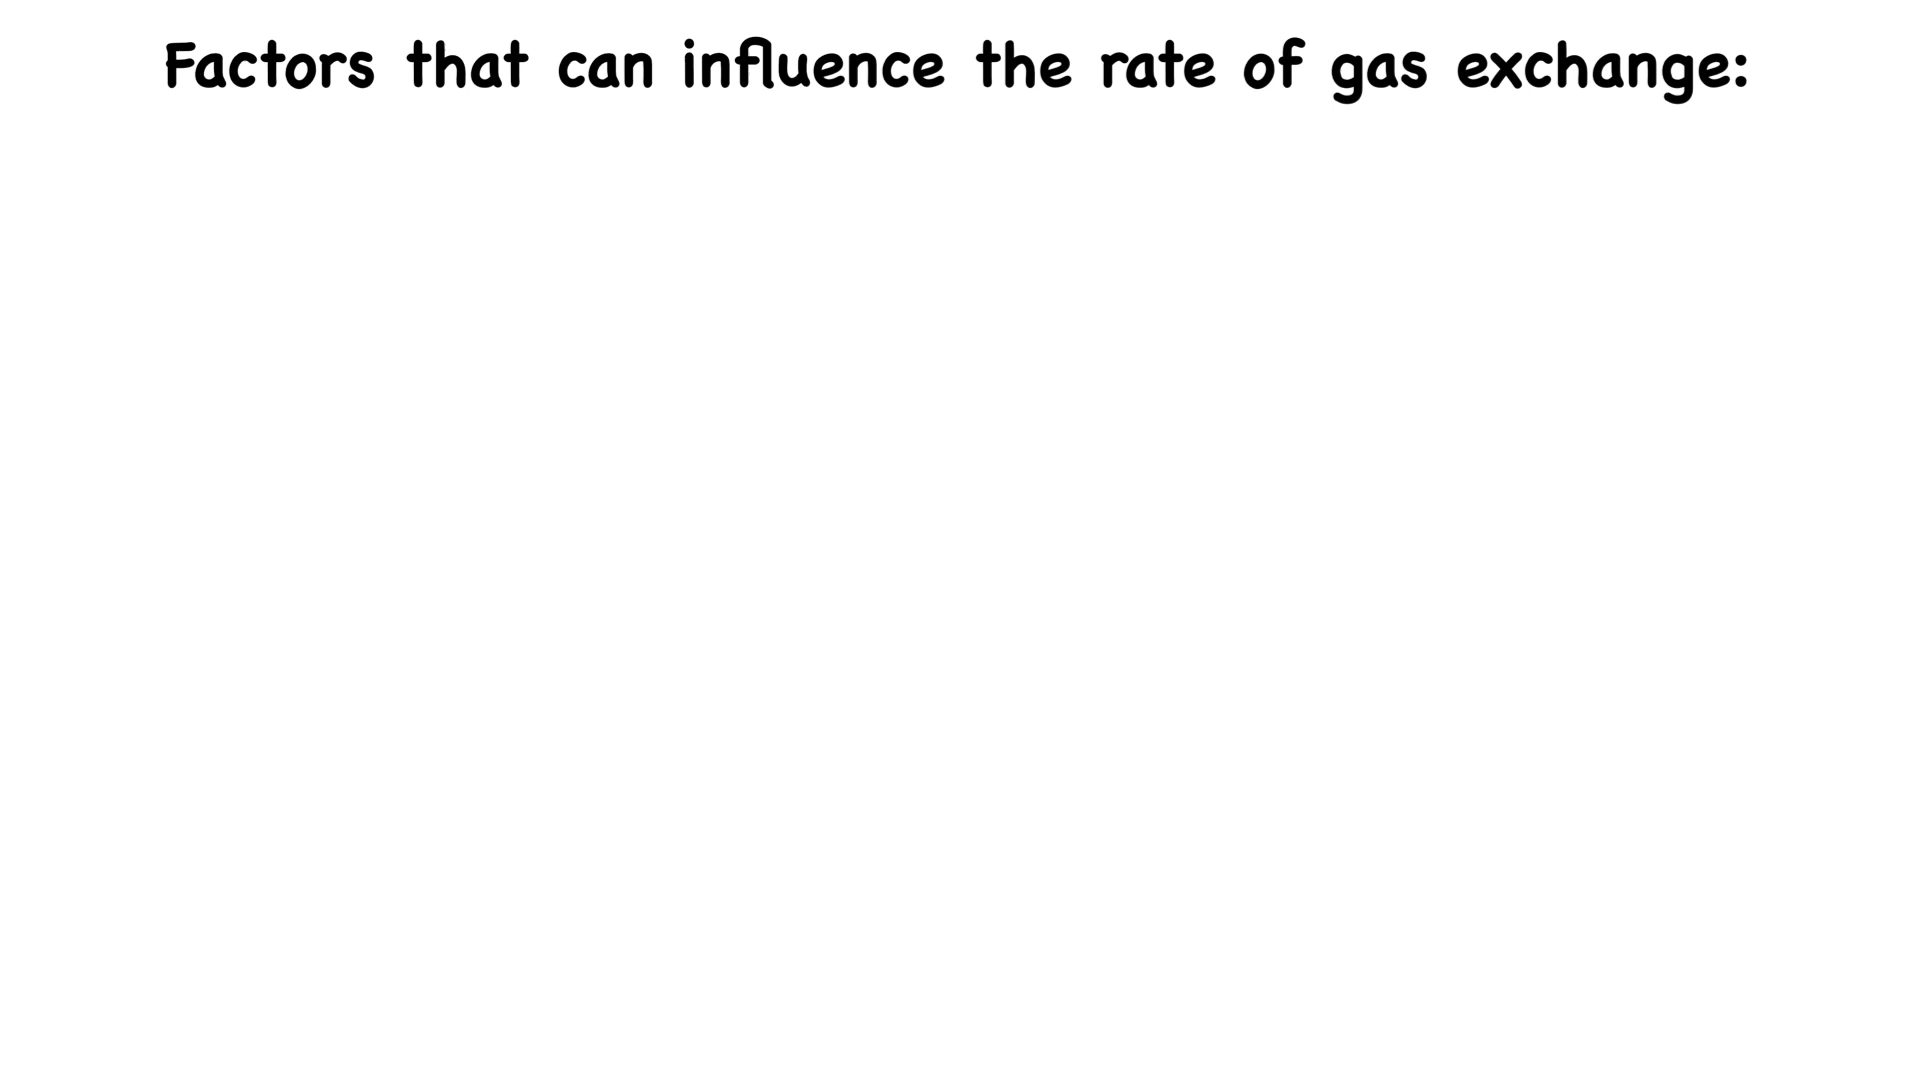 Factors that can influence the rate of gas exchange: